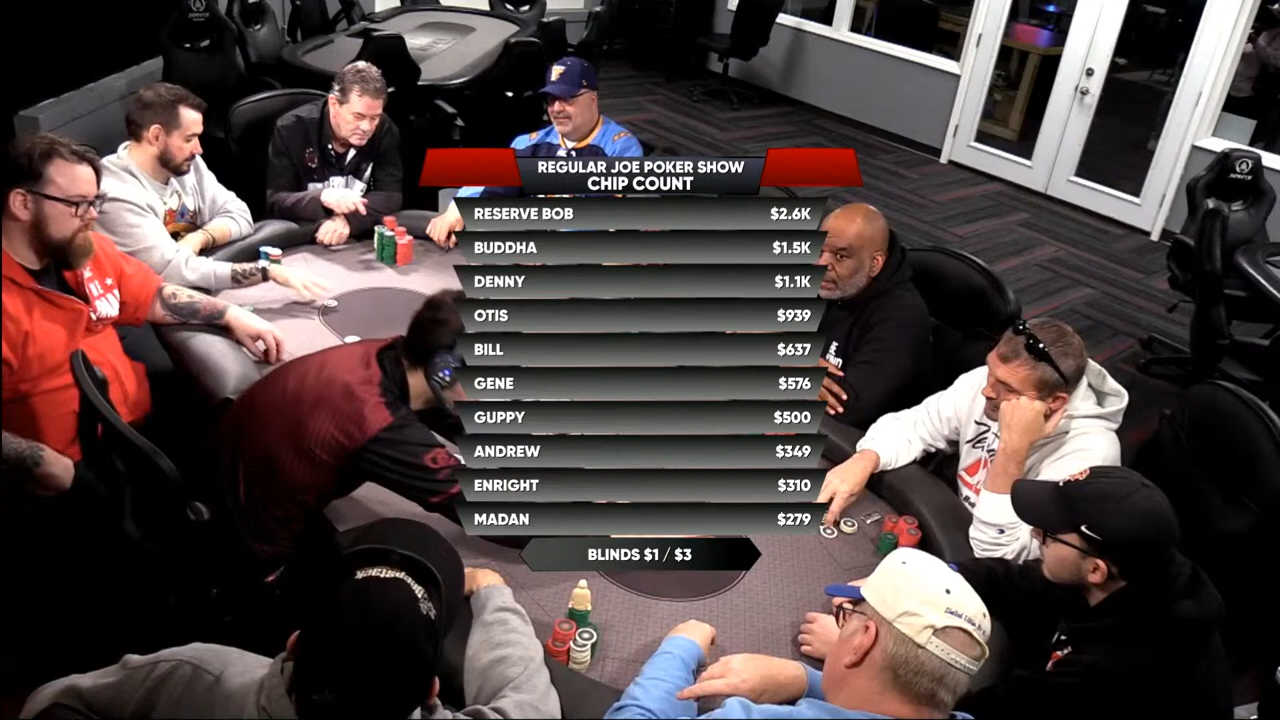 REGULAR JOE POKER SHOW
CHIP COUNT
RESERVE BOB $2.6K
BUDDHA $1.5K
DENNY $1.1K
OTIS $939
BILL $637
GENE $576
GUPPY $500
ANDREW $349
ENRIGHT $310
MADAN $279
BLINDS $1 / $3